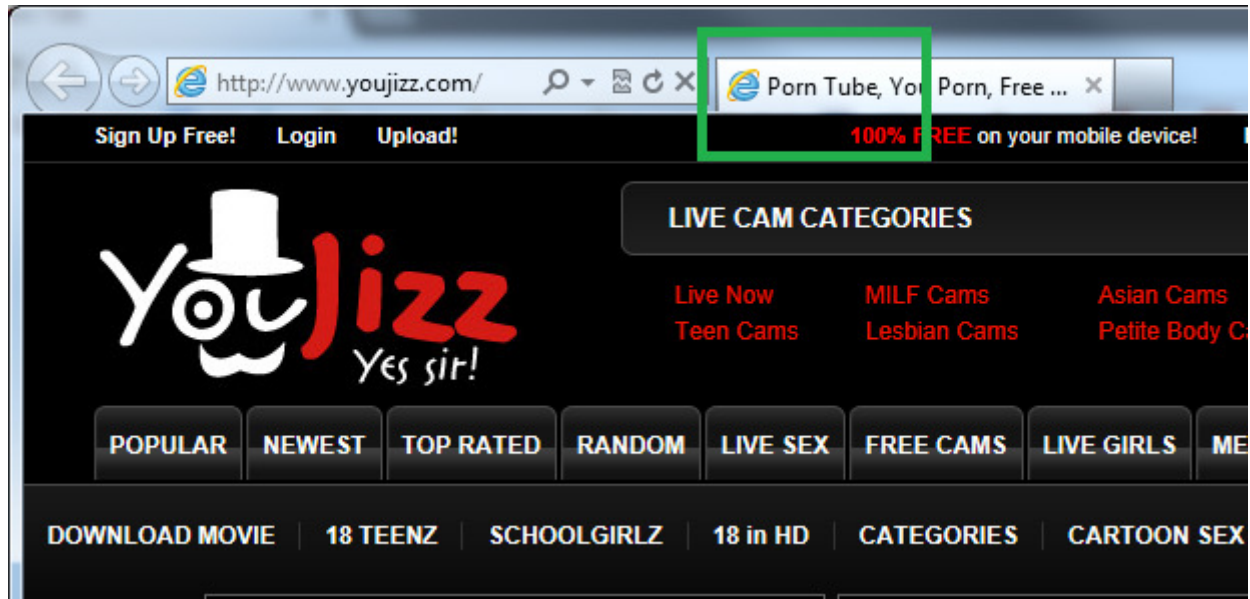 http://www.youjizz.com/ Porn Tube, You Porn, Free ...
Sign Up Free! Login Upload! 100% FREE on your mobile device!
LIVE CAM CATEGORIES
YouJizz
Yes sir!
Live Now MILF Cams Asian Cams
Teen Cams Lesbian Cams Petite Body
POPULAR NEWEST TOP RATED RANDOM LIVE SEX FREE CAMS LIVE GIRLS
DOWNLOAD MOVIE 18 TEENZ SCHOOLGIRLZ 18 in HD CATEGORIES CARTOON SEX